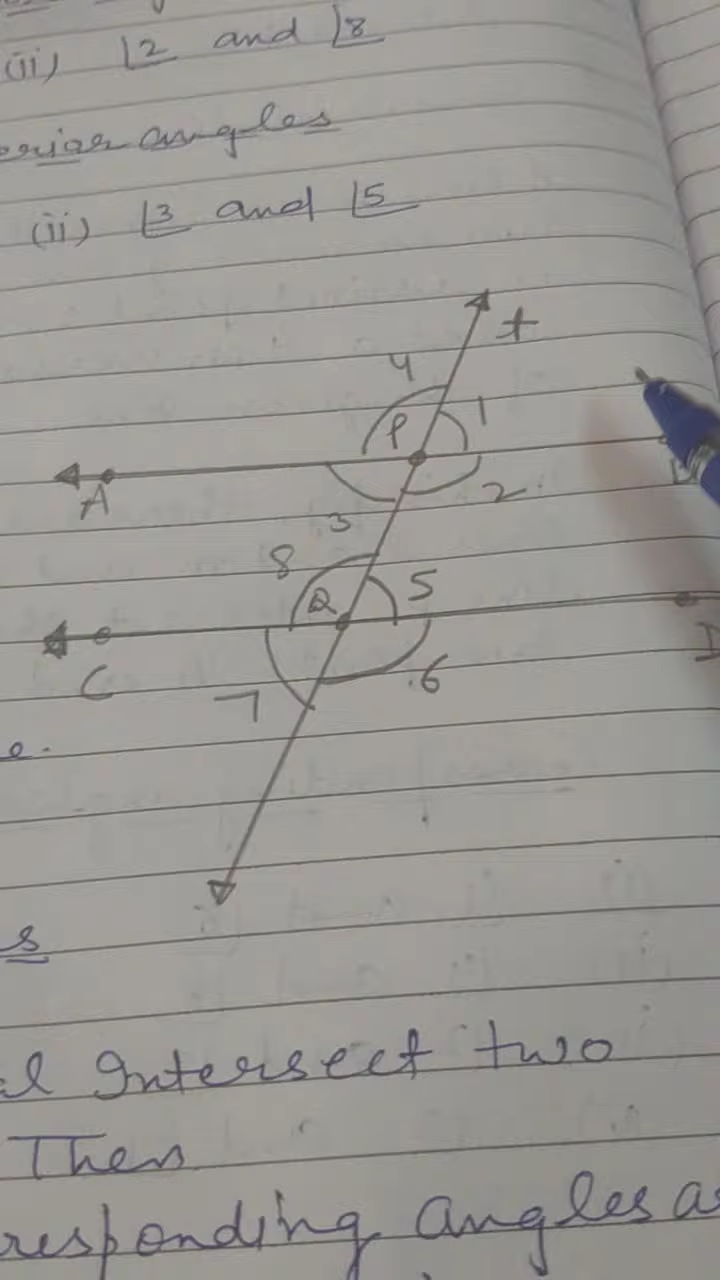 (ii) ∠2 and ∠8
angles
(ii) ∠3 and ∠5
t
4
P 1
A
2
3
8
Q 5
C D
6
7
Intersect two
Then
angles